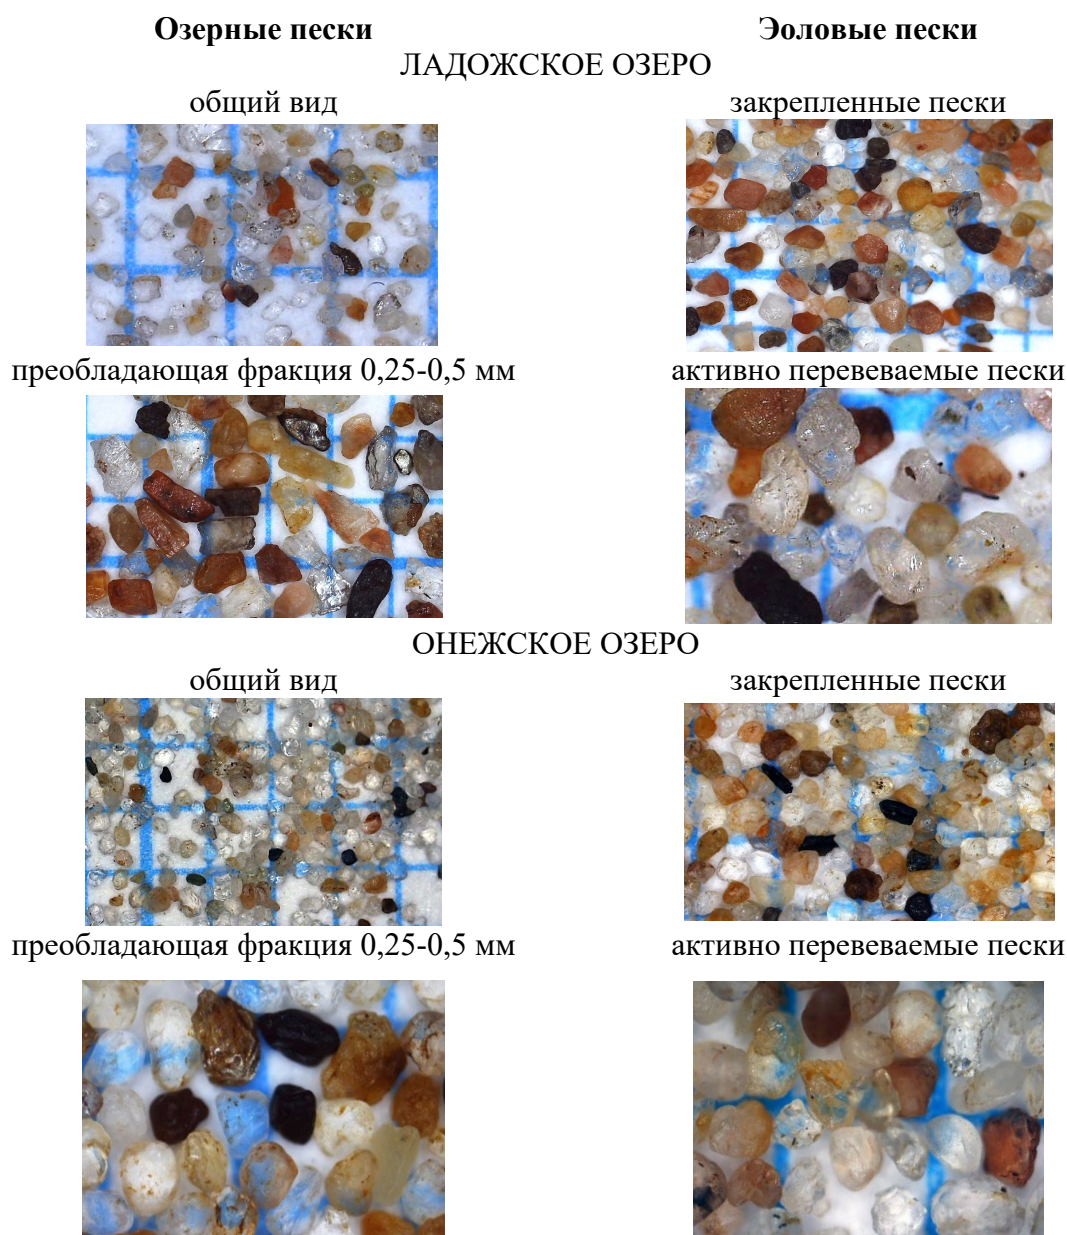 Озерные пески Эоловые пески
ЛАДОЖСКОЕ ОЗЕРО
общий вид закрепленные пески
преобладающая фракция 0,25-0,5 мм активно перевеваемые пески
ОНЕЖСКОЕ ОЗЕРО
общий вид закрепленные пески
преобладающая фракция 0,25-0,5 мм активно перевеваемые пески